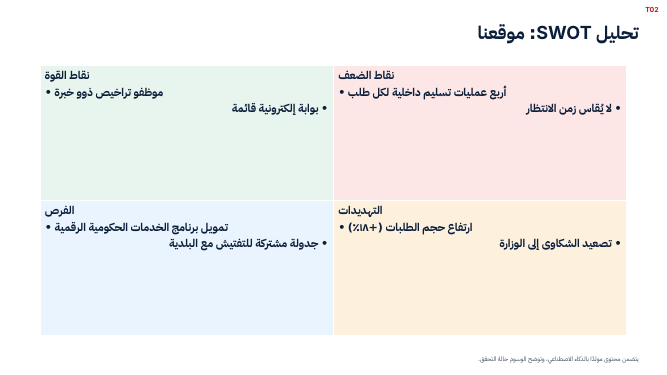 T02
تحليل SWOT: موقعنا
نقاط الضعف
• أربع عمليات تسليم داخلية لكل طلب
• لا يُقاس زمن الانتظار
نقاط القوة
• موظفو تراخيص ذوو خبرة
• بوابة إلكترونية قائمة
التهديدات
• ارتفاع حجم الطلبات (+١٨٪)
• تصعيد الشكاوى إلى الوزارة
الفرص
• تمويل برنامج الخدمات الحكومية الرقمية
• جدولة مشتركة للتفتيش مع البلدية
يتضمن محتوى مولدًا بالذكاء الاصطناعي، وتوضح الوسوم حالة التحقق.